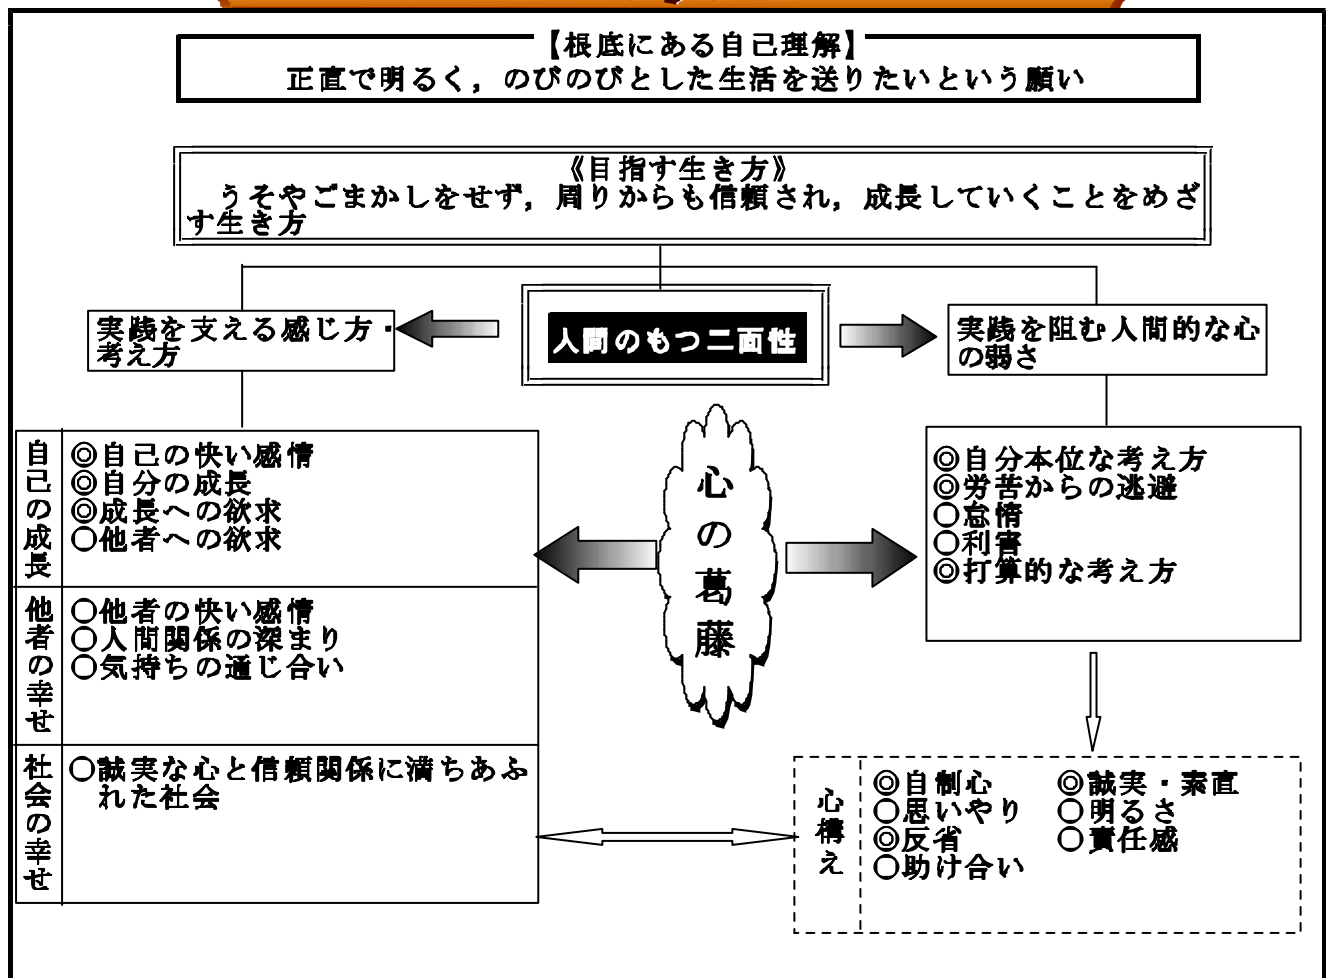 【根底にある自己理解】
正直で明るく，のびのびとした生活を送りたいという願い
《目指す生き方》
うそやごまかしをせず，周りからも信頼され，成長していくことをめざ
す生き方
実践を支える感じ方・
考え方
人間のもつ二面性
実践を阻む人間的な心
の弱さ
自己の成長
◎自己の快い感情
◎自分の成長
◎成長への欲求
○他者への欲求
他者の幸せ
○他者の快い感情
○人間関係の深まり
○気持ちの通じ合い
社会の幸せ
○誠実な心と信頼関係に満ちあふ
れた社会
心の葛藤
◎自分本位な考え方
◎労苦からの逃避
○怠惰
○利害
◎打算的な考え方
心構え
◎自制心
○思いやり
◎反省
○助け合い
◎誠実・素直
○明るさ
○責任感